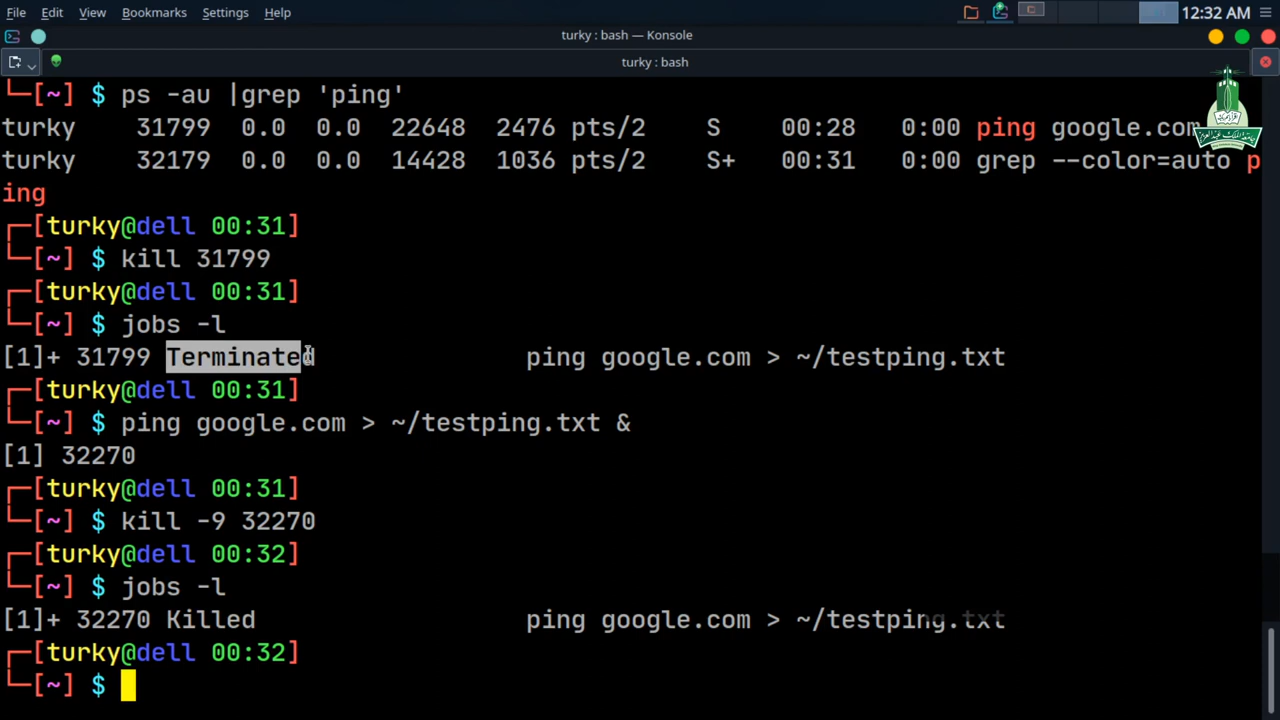 File Edit View Bookmarks Settings Help 12:32 AM
turky : bash — Konsole
turky : bash
└─[~] $ ps -au |grep 'ping'
turky 31799 0.0 0.0 22648 2476 pts/2 S 00:28 0:00 ping google.com
turky 32179 0.0 0.0 14428 1036 pts/2 S+ 00:31 0:00 grep --color=auto p
ing
┌─[turky@dell 00:31]
└─[~] $ kill 31799
┌─[turky@dell 00:31]
└─[~] $ jobs -l
[1]+ 31799 Terminated ping google.com > ~/testping.txt
┌─[turky@dell 00:31]
└─[~] $ ping google.com > ~/testping.txt &
[1] 32270
┌─[turky@dell 00:31]
└─[~] $ kill -9 32270
┌─[turky@dell 00:32]
└─[~] $ jobs -l
[1]+ 32270 Killed ping google.com > ~/testping.txt
┌─[turky@dell 00:32]
└─[~] $